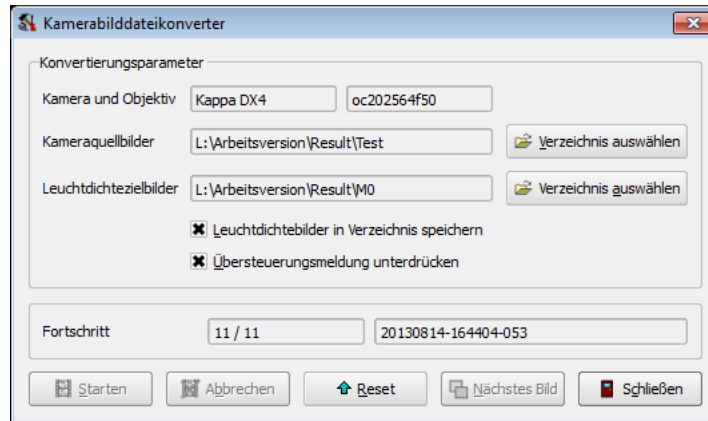 Kamerabilddateikonverter
Konvertierungsparameter
Kamera und Objektiv Kappa DX4 oc202564f50
Kameraquellbilder L:\Arbeitsversion\Result\Test Verzeichnis auswählen
Leuchtdichtezielbilder L:\Arbeitsversion\Result\M0 Verzeichnis auswählen
Leuchtdichtebilder in Verzeichnis speichern
Übersteuerungsmeldung unterdrücken
Fortschritt 11 / 11 20130814-164404-053
Starten Abbrechen Reset Nächstes Bild Schließen